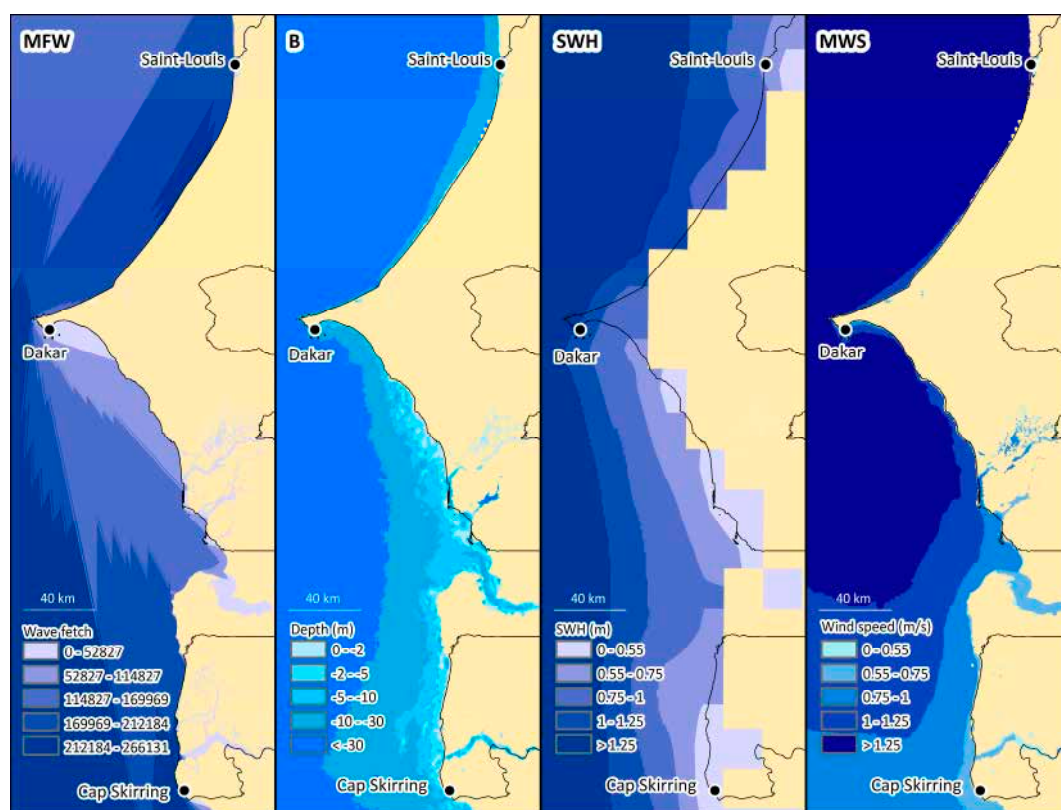 MFW
Saint-Louis
Dakar
40 km
Wave fetch
0 - 52827
52827 - 114827
114827 - 169969
169969 - 212184
212184 - 266131
Cap Skirring
B
Saint-Louis
Dakar
40 km
Depth (m)
0 - -2
-2 - -5
-5 - -10
-10 - -30
< -30
Cap Skirring
SWH
Saint-Louis
Dakar
40 km
SWH (m)
0 - 0.55
0.55 - 0.75
0.75 - 1
1 - 1.25
> 1.25
Cap Skirring
MWS
Saint-Louis
Dakar
40 km
Wind speed (m/s)
0 - 0.55
0.55 - 0.75
0.75 - 1
1 - 1.25
> 1.25
Cap Skirring